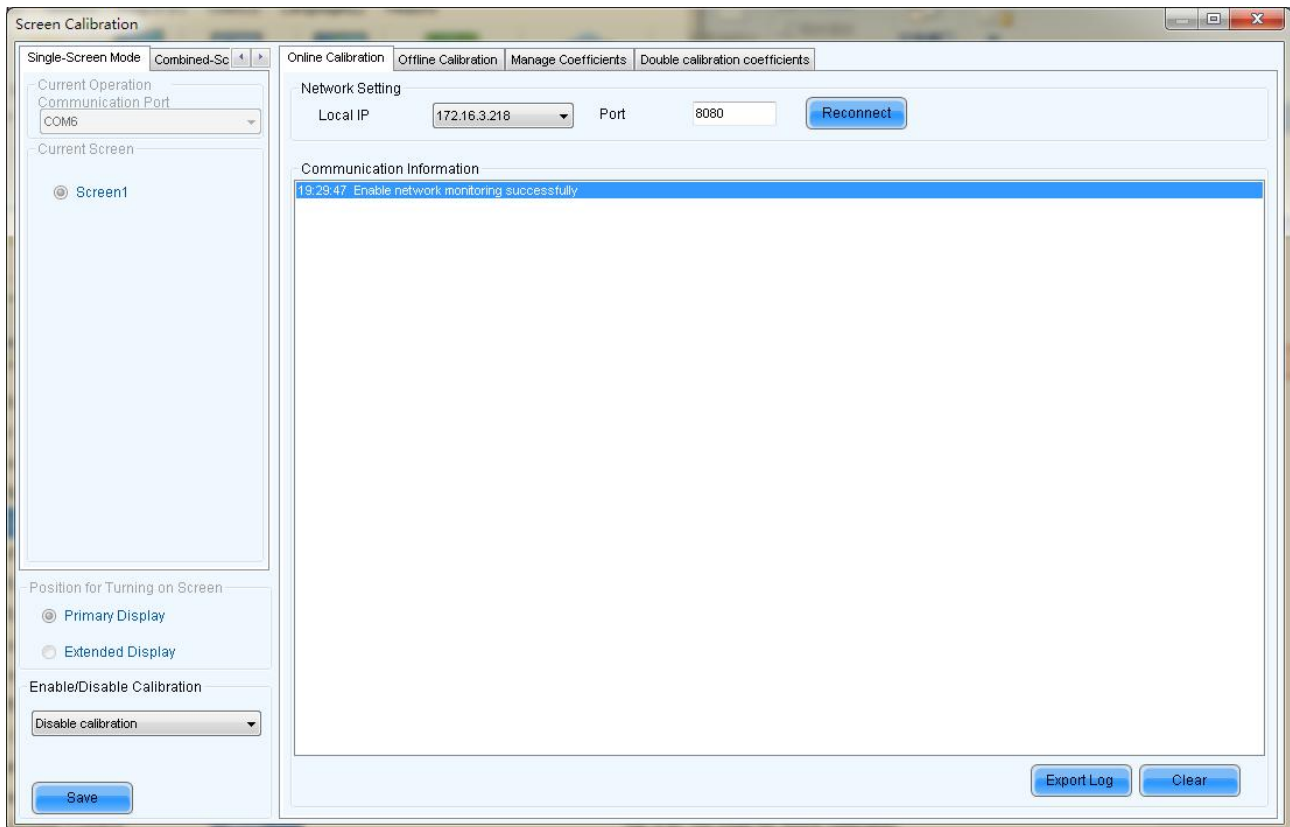 Screen Calibration
Single-Screen Mode Combined-Sc
Current Operation
Communication Port
COM6
Current Screen
Screen1
Position for Turning on Screen
Primary Display
Extended Display
Enable/Disable Calibration
Disable calibration
Save
Online Calibration Offline Calibration Manage Coefficients Double calibration coefficients
Network Setting
Local IP 172.16.3.218 Port 8080 Reconnect
Communication Information
19:29:47 Enable network monitoring successfully
Export Log Clear